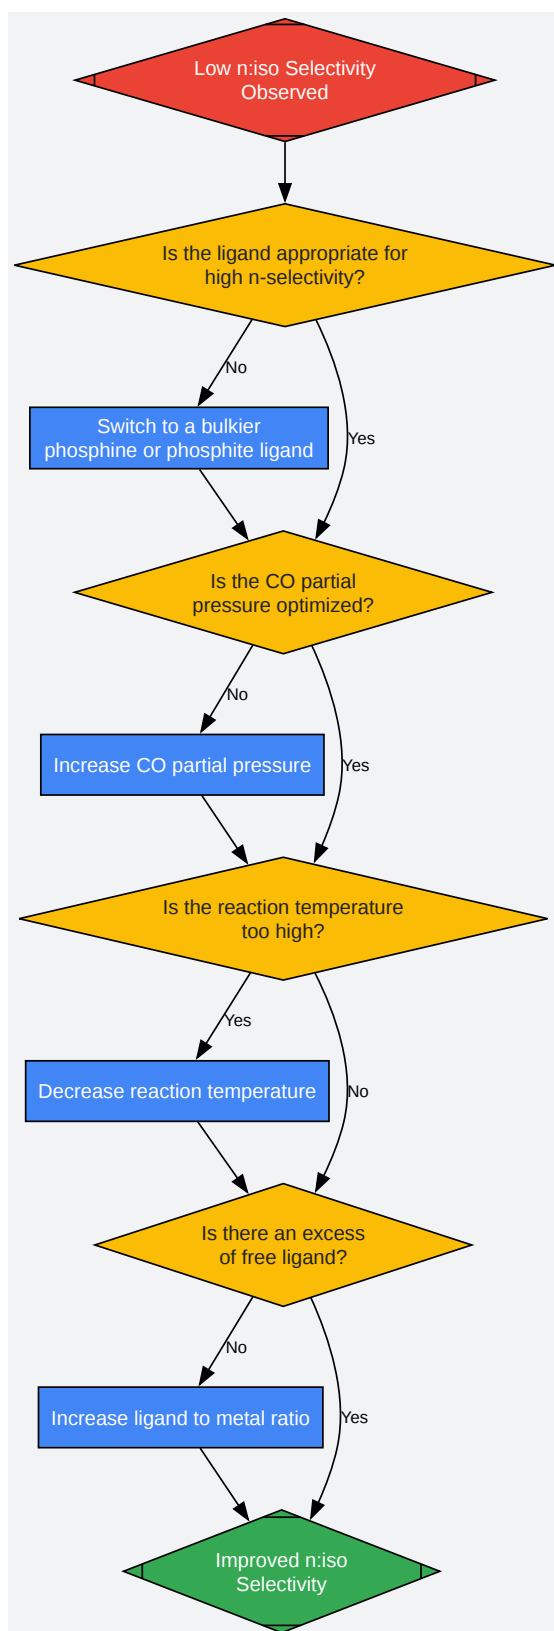 Low n:iso Selectivity
Observed
Is the ligand appropriate for
high n-selectivity?
No
Switch to a bulkier
phosphine or phosphite ligand
Yes
Is the CO partial
pressure optimized?
No
Increase CO partial pressure
Yes
Is the reaction temperature
too high?
Yes
Decrease reaction temperature
No
Is there an excess
of free ligand?
No
Increase ligand to metal ratio
Yes
Improved n:iso
Selectivity